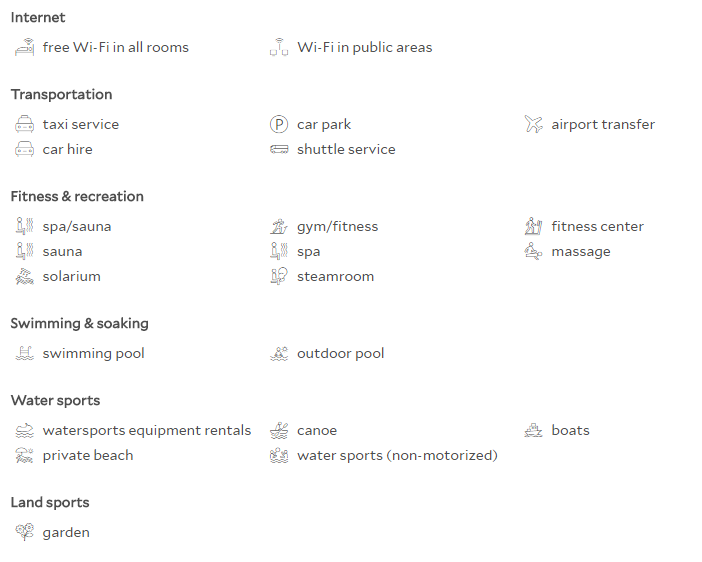 Internet
free Wi-Fi in all rooms Wi-Fi in public areas
Transportation
taxi service P car park airport transfer
car hire shuttle service
Fitness & recreation
spa/sauna gym/fitness fitness center
sauna spa massage
solarium steamroom
Swimming & soaking
swimming pool outdoor pool
Water sports
watersports equipment rentals canoe boats
private beach water sports (non-motorized)
Land sports
garden